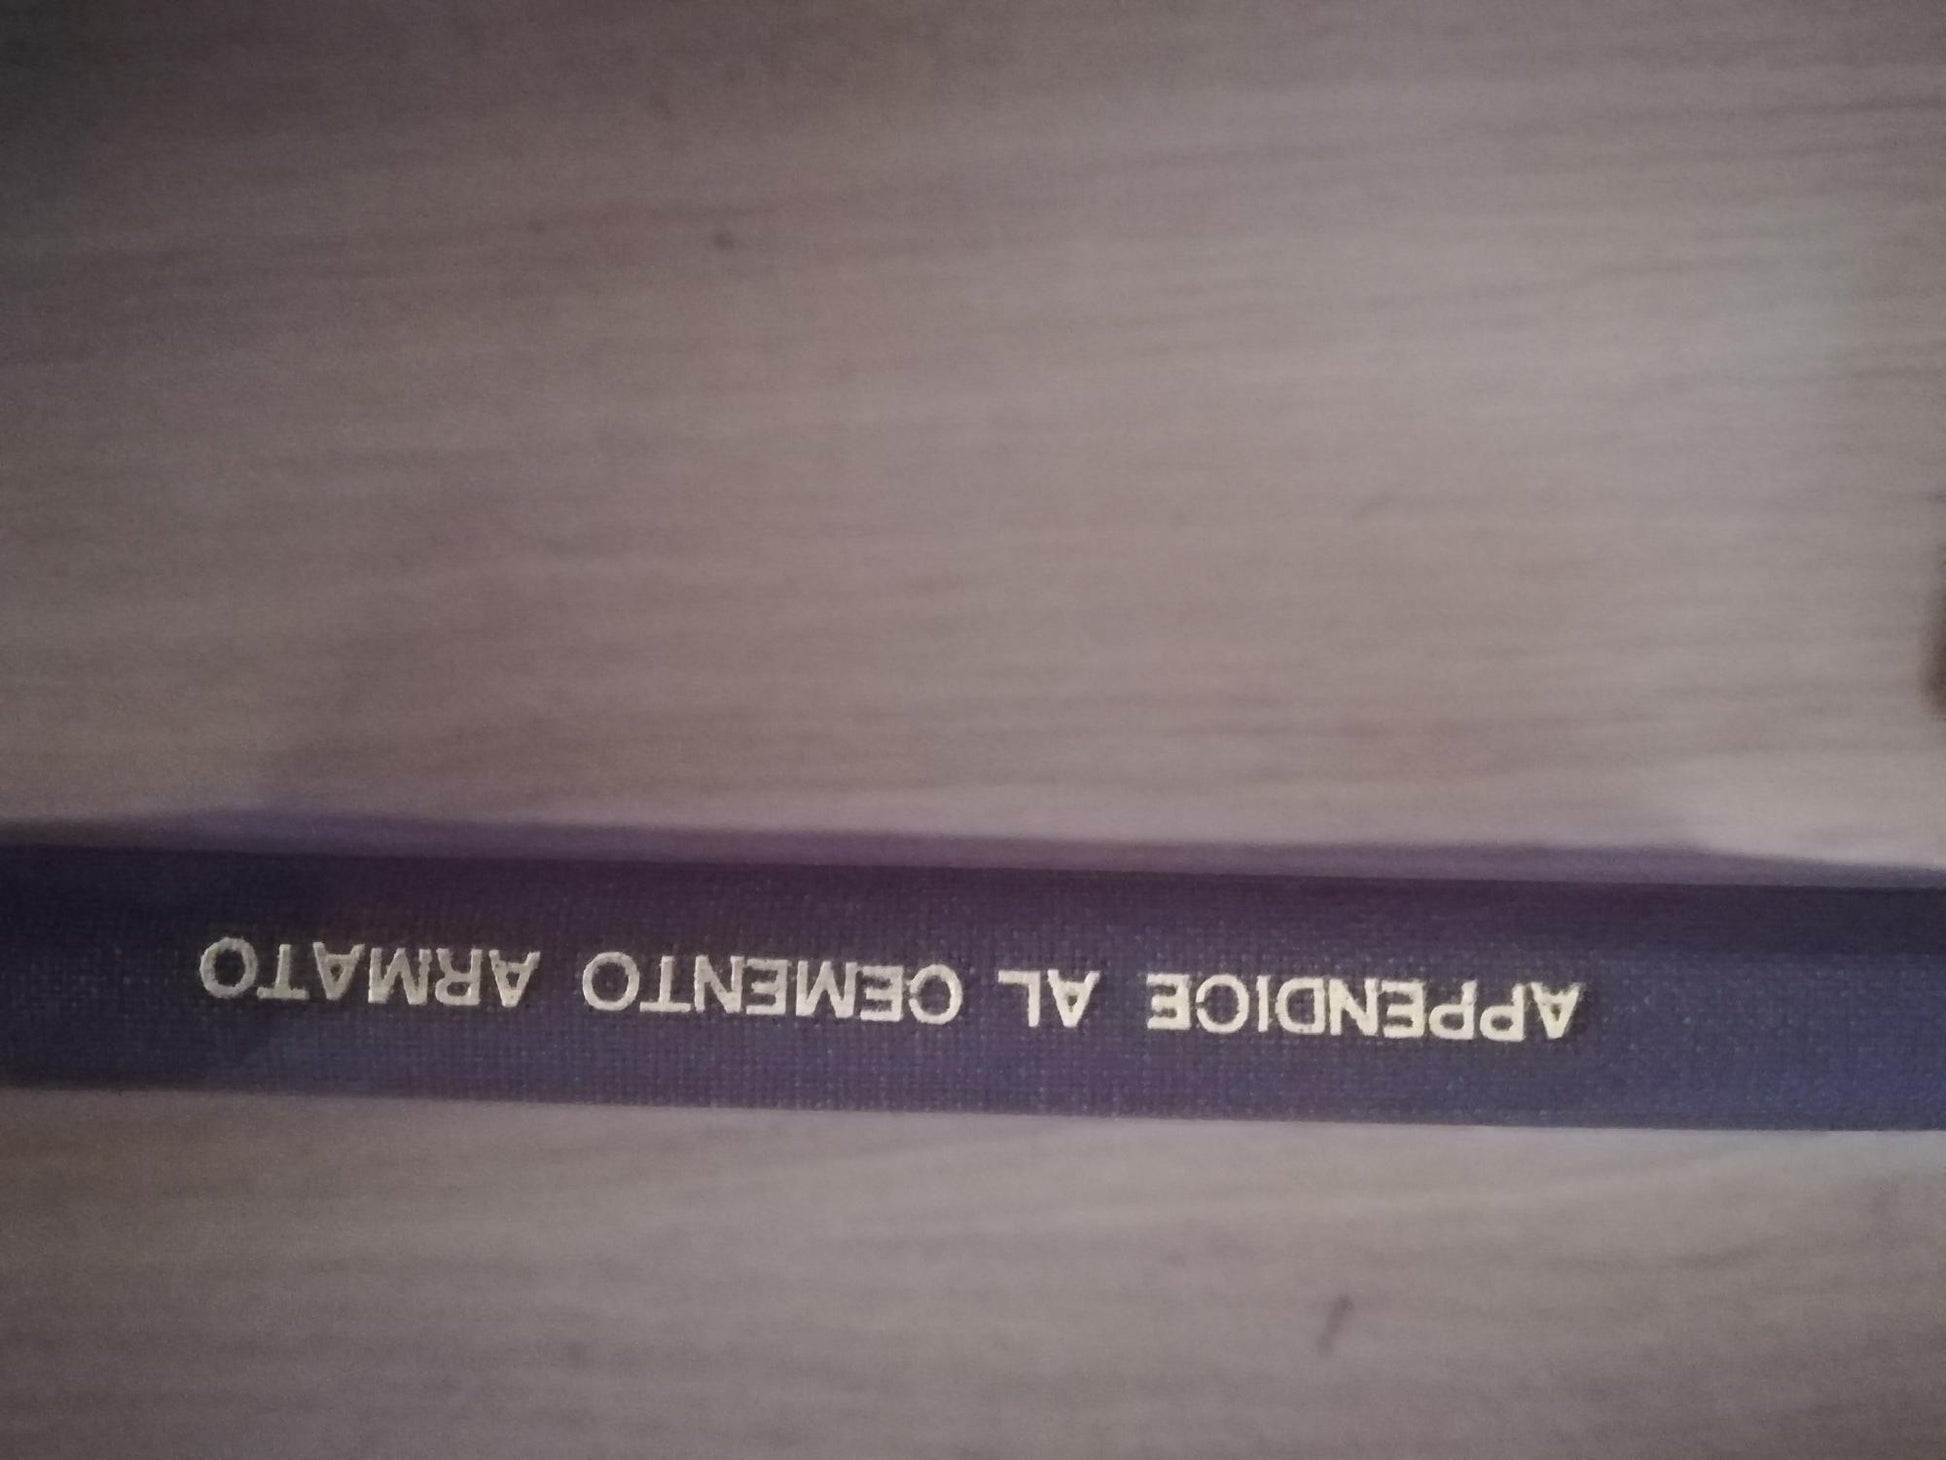 APPENDICE AL CEMENTO ARMATO